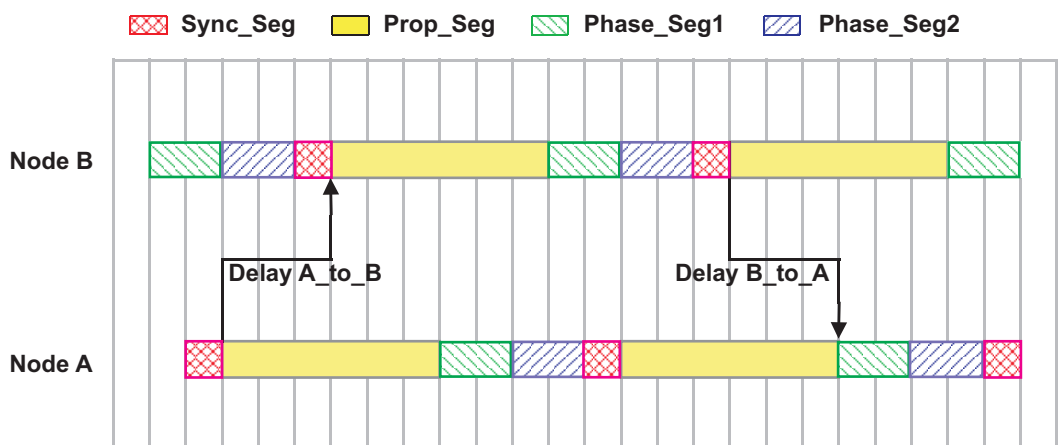 Sync_Seg Prop_Seg Phase_Seg1 Phase_Seg2
Node B
Delay A_to_B
Delay B_to_A
Node A